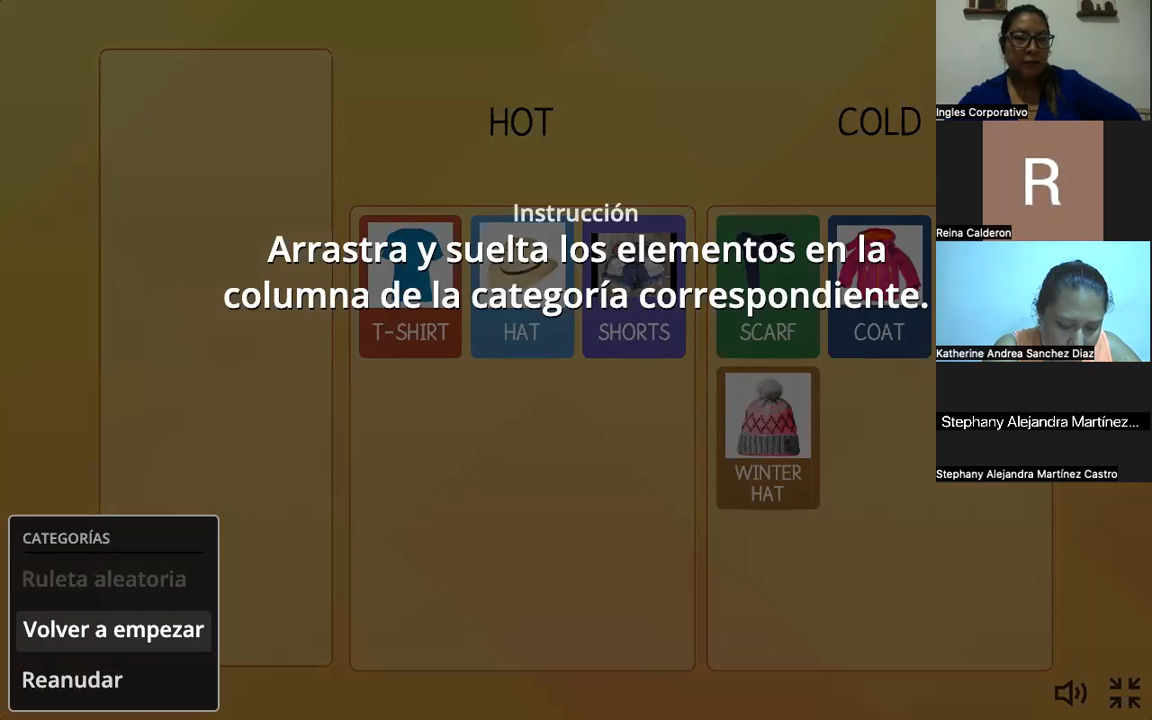 HOT
COLD
Instrucción
Arrastra y suelta los elementos en la
columna de la categoría correspondiente.
T-SHIRT
HAT
SHORTS
SCARF
COAT
WINTER
HAT
CATEGORÍAS
Ruleta aleatoria
Volver a empezar
Reanudar
Ingles Corporativo
R
Reina Calderon
Katherine Andrea Sanchez Diaz
Stephany Alejandra Martínez...
Stephany Alejandra Martínez Castro